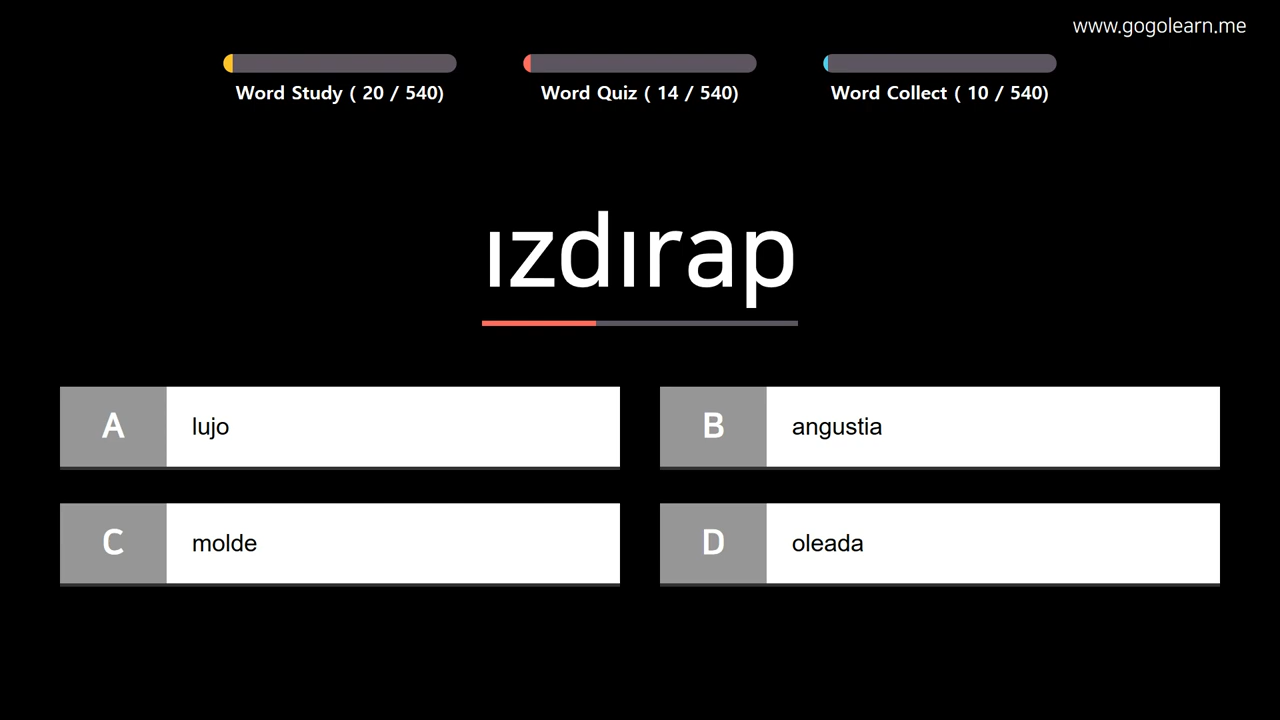 www.gogolearn.me
Word Study ( 20 / 540)
Word Quiz ( 14 / 540)
Word Collect ( 10 / 540)
ızdırap
A lujo
B angustia
C molde
D oleada